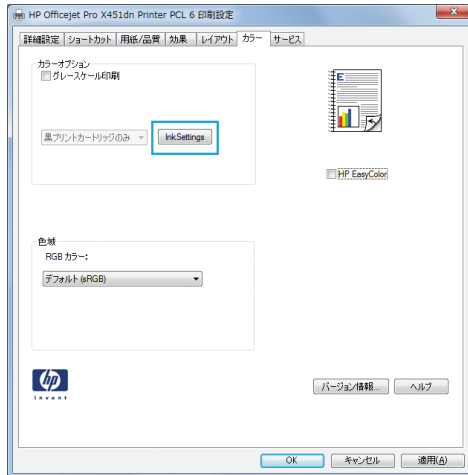 HP Officejet Pro X451dn Printer PCL 6 印刷設定
詳細設定 ショートカット 用紙/品質 効果 レイアウト カラー サービス
カラーオプション
グレースケール印刷
黒プリントカートリッジのみ
InkSettings
HP EasyColor
色域
RGB カラー:
デフォルト (sRGB)
hp
invent
バージョン情報... ヘルプ
OK キャンセル 適用(A)